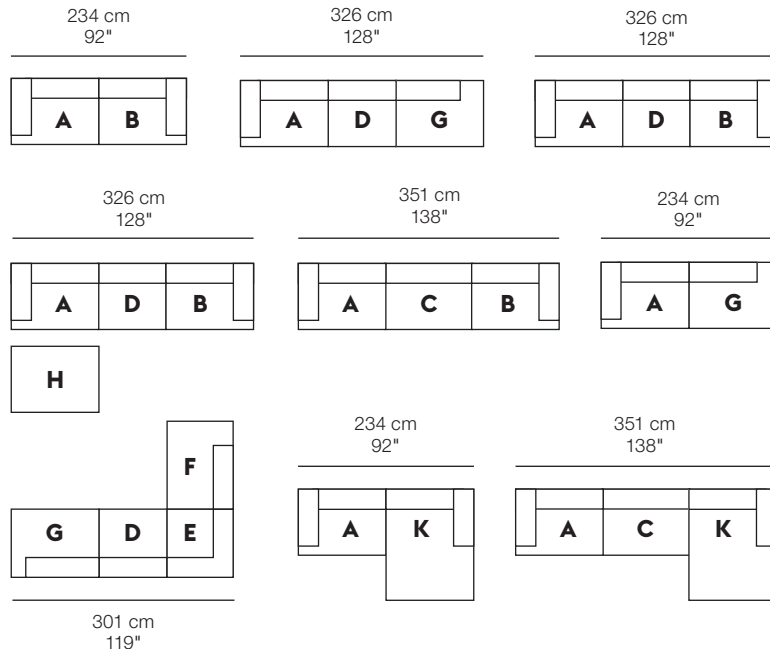 234 cm
92"
326 cm
128"
326 cm
128"
A B
A D G
A D B
326 cm
128"
351 cm
138"
234 cm
92"
A D B
A C B
A G
H
234 cm
92"
351 cm
138"
F
G D E
A K
A C K
301 cm
119"